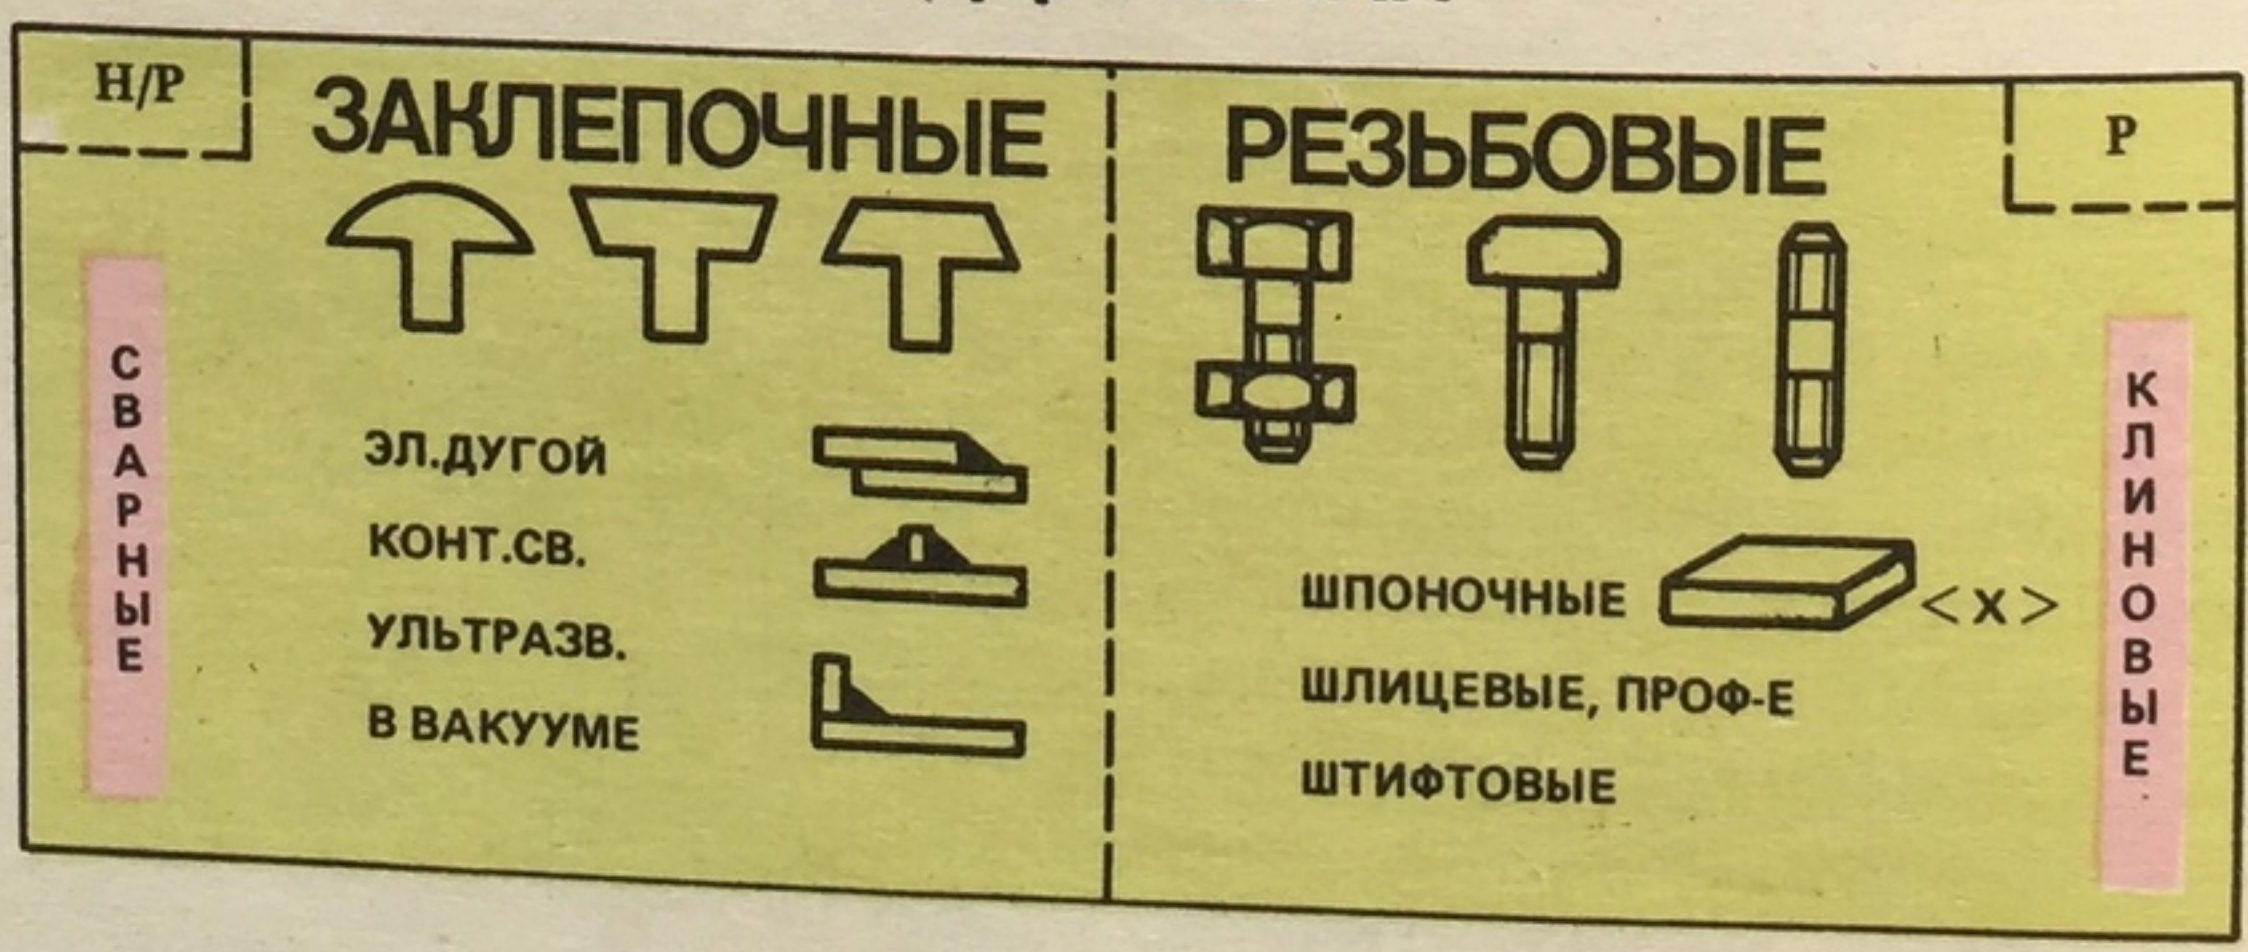 Н/Р
ЗАКЛЕПОЧНЫЕ
СВАРНЫЕ
ЭЛ.ДУГОЙ
КОНТ.СВ.
УЛЬТРАЗВ.
В ВАКУУМЕ
РЕЗЬБОВЫЕ
Р
ШПОНОЧНЫЕ <х>
ШЛИЦЕВЫЕ, ПРОФ-Е
ШТИФТОВЫЕ
КЛИНОВЫЕ